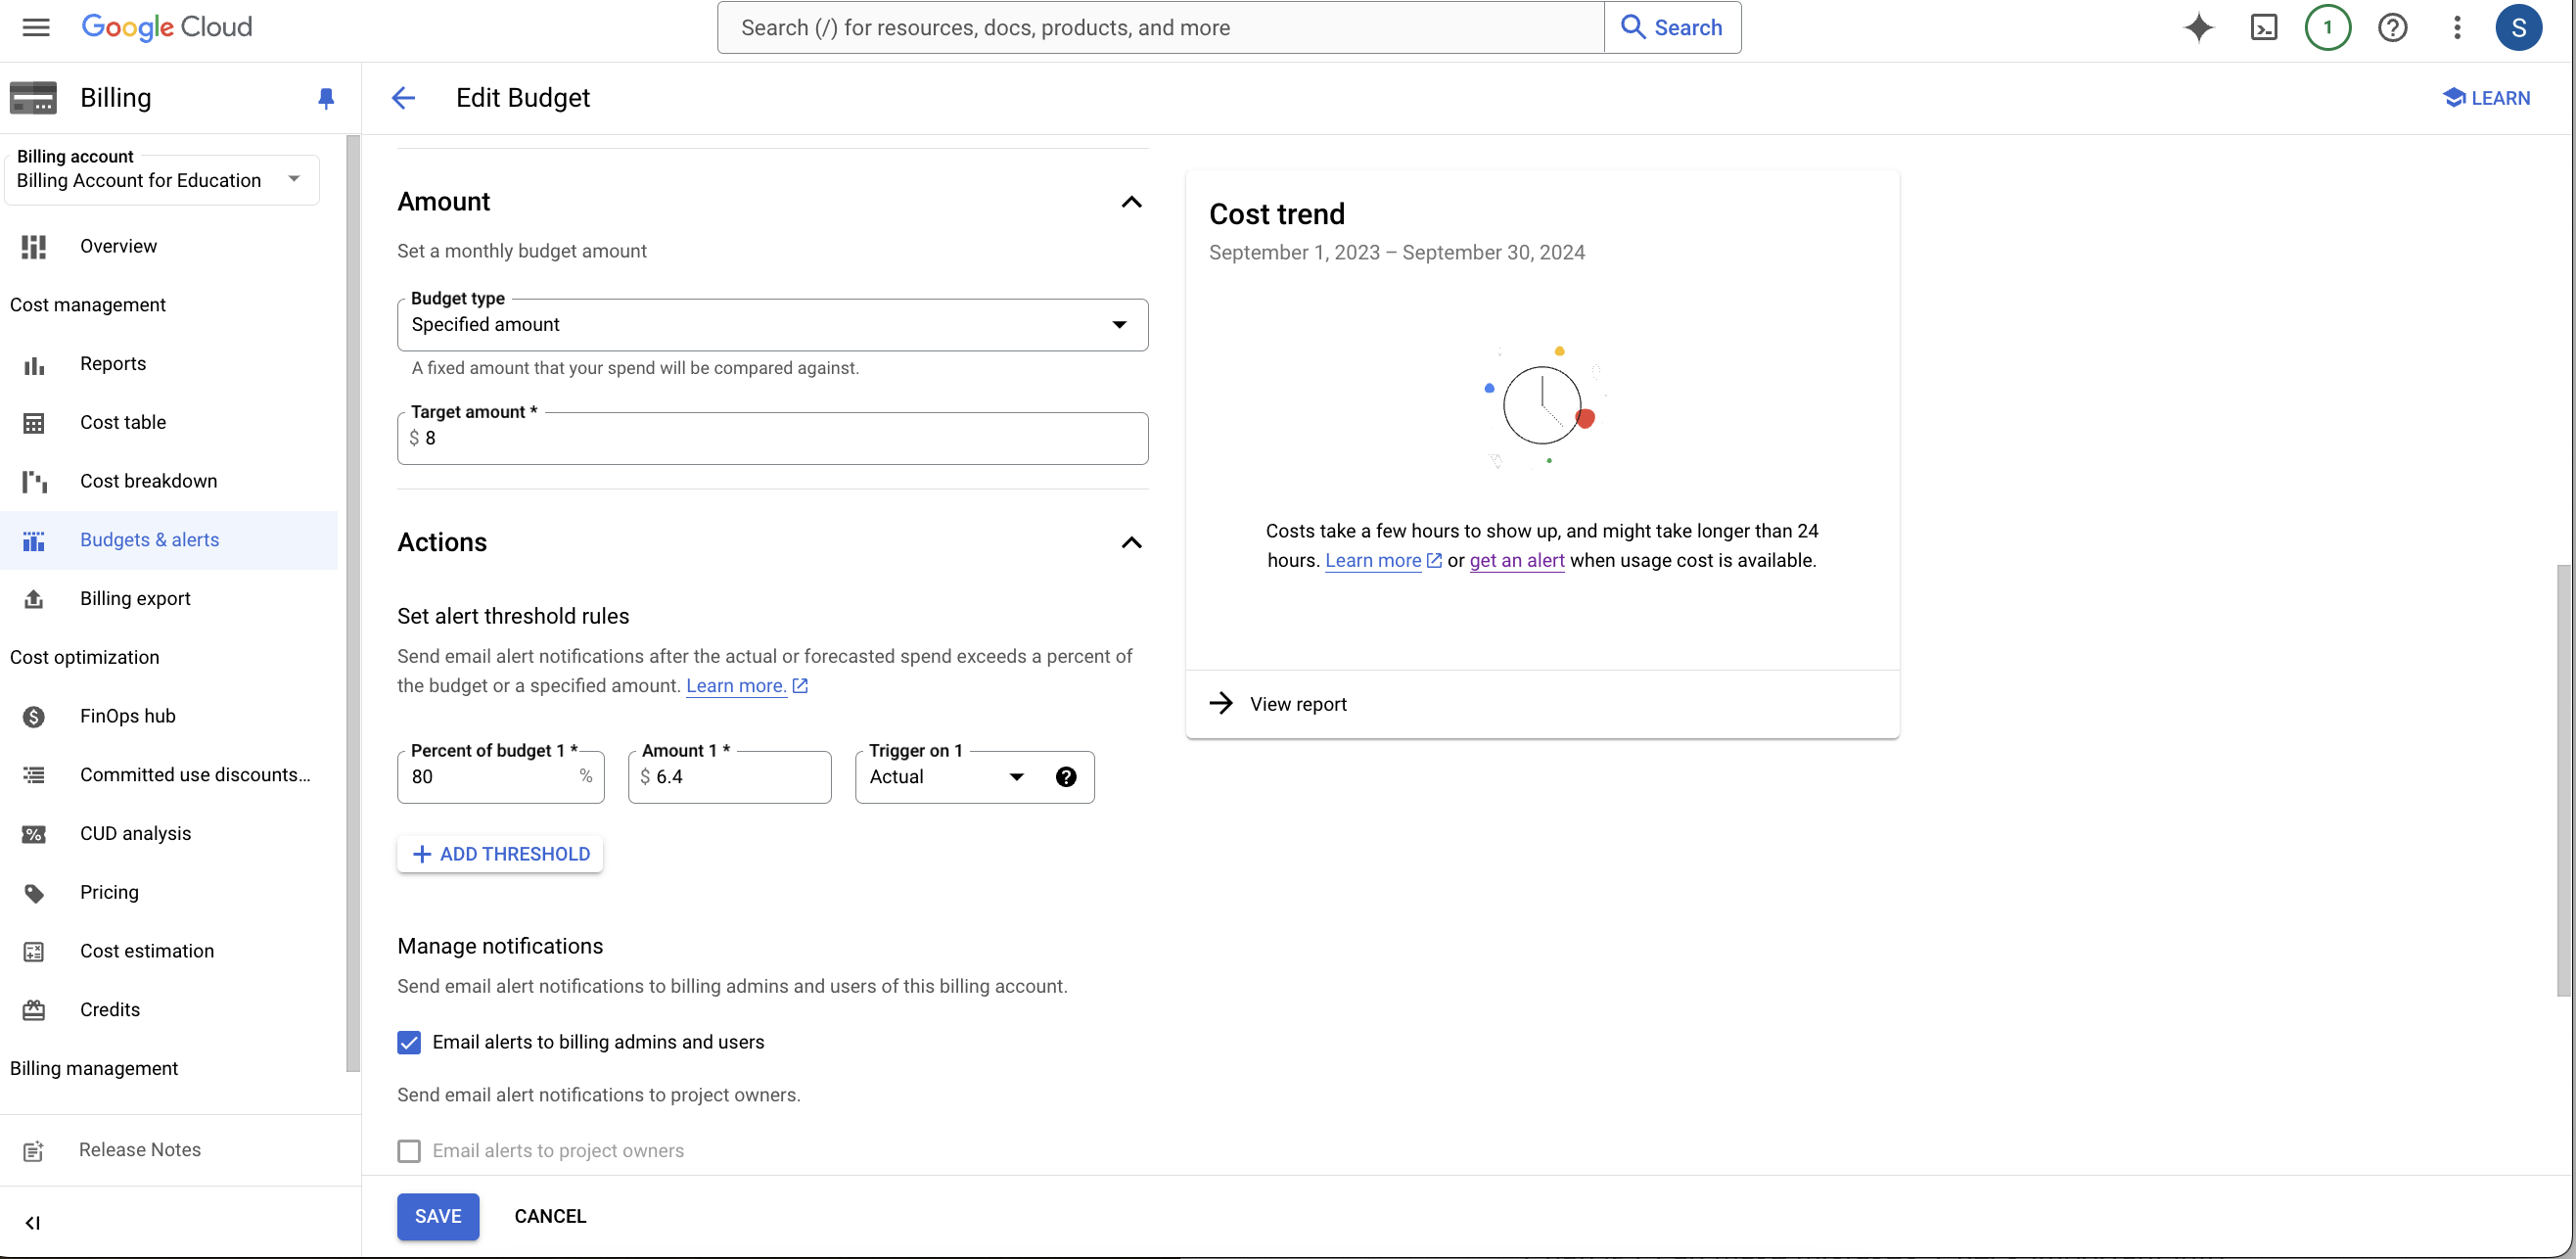 Google Cloud
Search (/) for resources, docs, products, and more
Search
1
S
Billing
Edit Budget
LEARN
Billing account
Billing Account for Education
Overview
Cost management
Reports
Cost table
Cost breakdown
Budgets & alerts
Billing export
Cost optimization
FinOps hub
Committed use discounts...
CUD analysis
Pricing
Cost estimation
Credits
Billing management
Release Notes
Amount
Set a monthly budget amount
Budget type
Specified amount
A fixed amount that your spend will be compared against.
Target amount *
$ 8
Actions
Set alert threshold rules
Send email alert notifications after the actual or forecasted spend exceeds a percent of
the budget or a specified amount. Learn more.
Percent of budget 1 *
80 %
Amount 1 *
$ 6.4
Trigger on 1
Actual
ADD THRESHOLD
Manage notifications
Send email alert notifications to billing admins and users of this billing account.
Email alerts to billing admins and users
Send email alert notifications to project owners.
Email alerts to project owners
SAVE
CANCEL
Cost trend
September 1, 2023 – September 30, 2024
Costs take a few hours to show up, and might take longer than 24
hours. Learn more or get an alert when usage cost is available.
View report